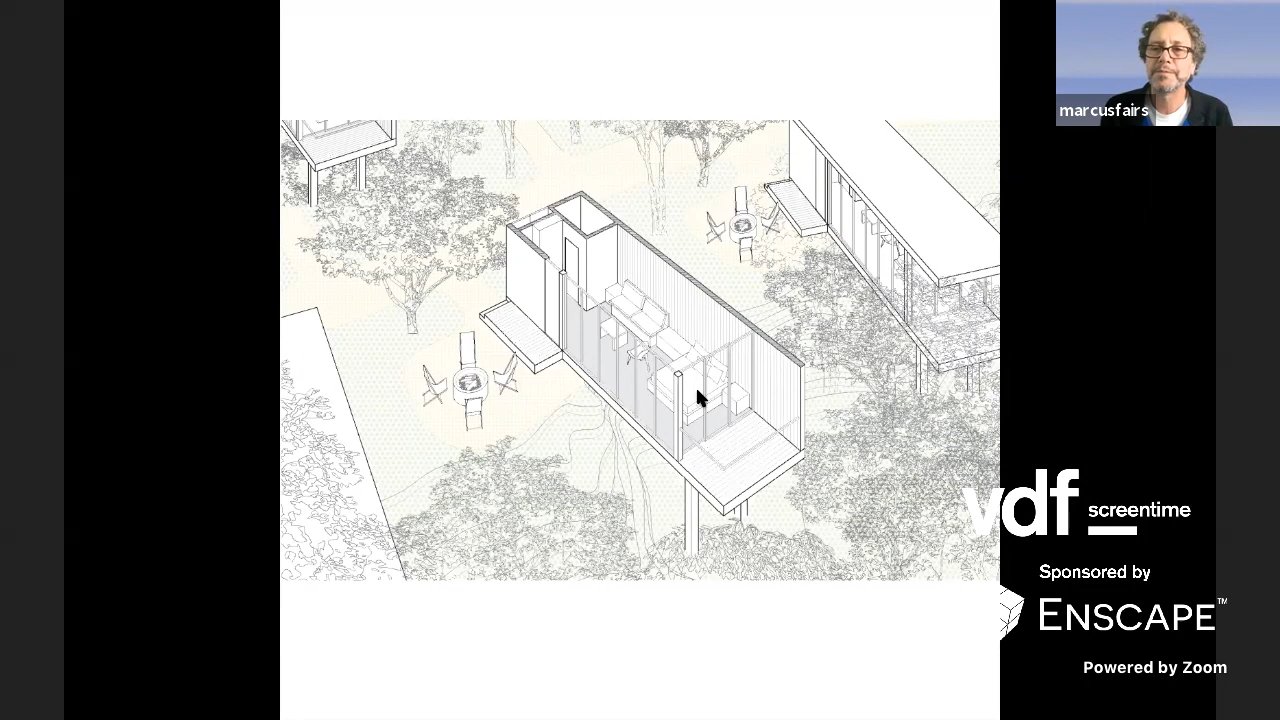 marcusfairs
vdf screentime
Sponsored by
ENSCAPE™
Powered by Zoom